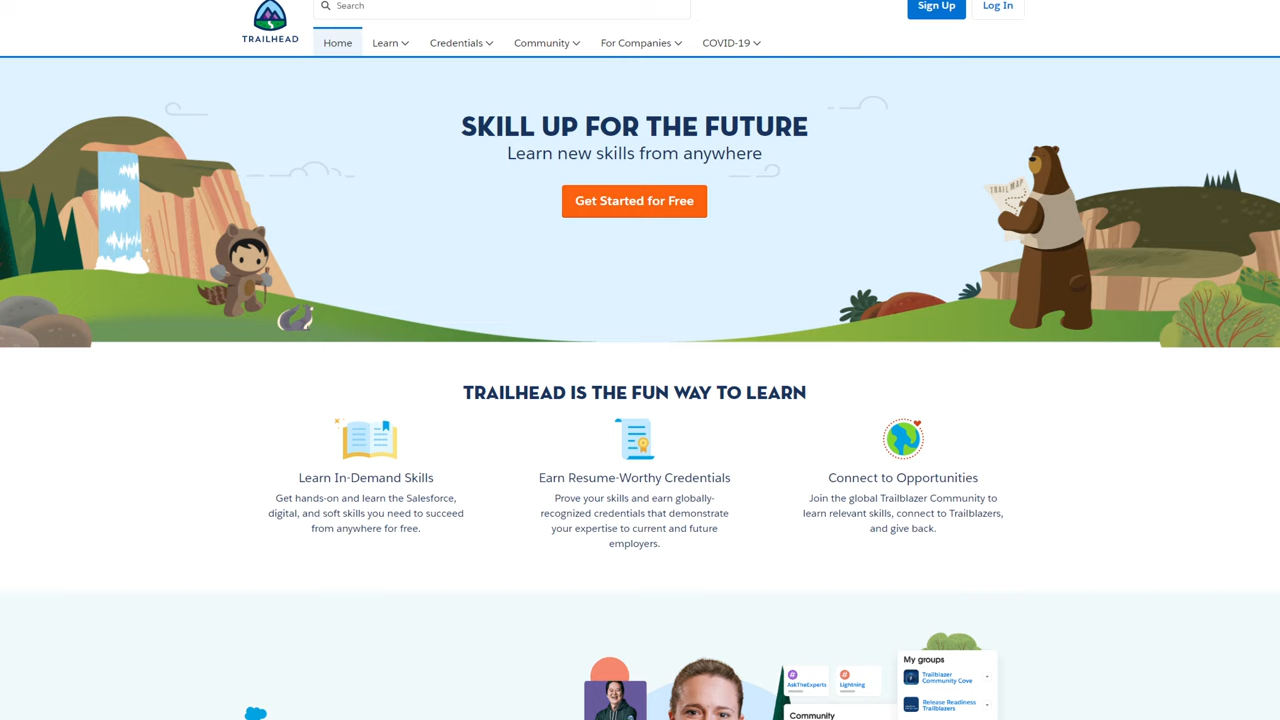 Search
Sign Up
Log In
TRAILHEAD
Home
Learn
Credentials
Community
For Companies
COVID-19
SKILL UP FOR THE FUTURE
Learn new skills from anywhere
Get Started for Free
TRAIL MAP
TRAILHEAD IS THE FUN WAY TO LEARN
Learn In-Demand Skills
Get hands-on and learn the Salesforce,
digital, and soft skills you need to succeed
from anywhere for free.
Earn Resume-Worthy Credentials
Prove your skills and earn globally-
recognized credentials that demonstrate
your expertise to current and future
employers.
Connect to Opportunities
Join the global Trailblazer Community to
learn relevant skills, connect to Trailblazers,
and give back.
AskTheExperts
Lightning
Community
My groups
Trailblazer
Community Cove
Release Readiness
Trailblazers